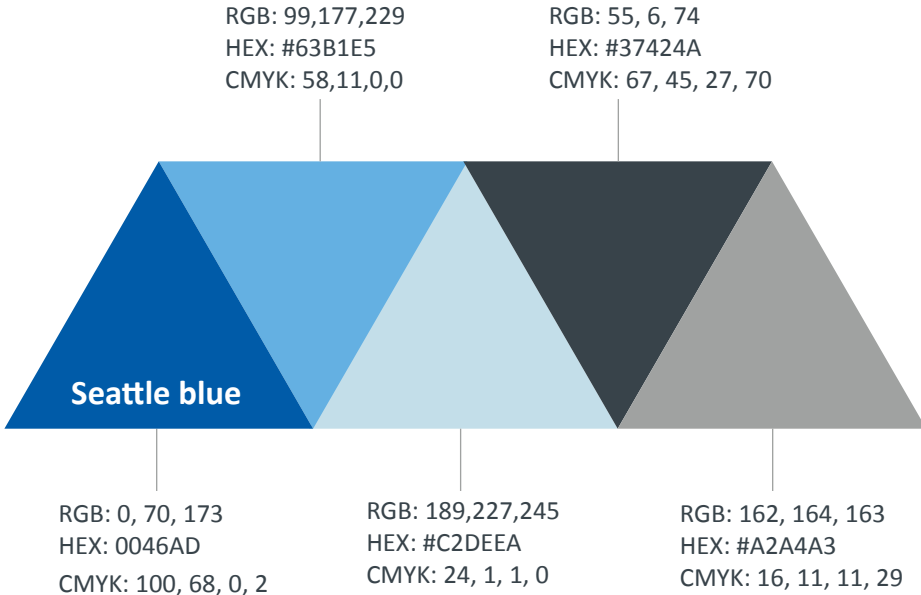 RGB: 99,177,229
HEX: #63B1E5
CMYK: 58,11,0,0
RGB: 55, 6, 74
HEX: #37424A
CMYK: 67, 45, 27, 70
Seattle blue
RGB: 0, 70, 173
HEX: 0046AD
CMYK: 100, 68, 0, 2
RGB: 189,227,245
HEX: #C2DEEA
CMYK: 24, 1, 1, 0
RGB: 162, 164, 163
HEX: #A2A4A3
CMYK: 16, 11, 11, 29